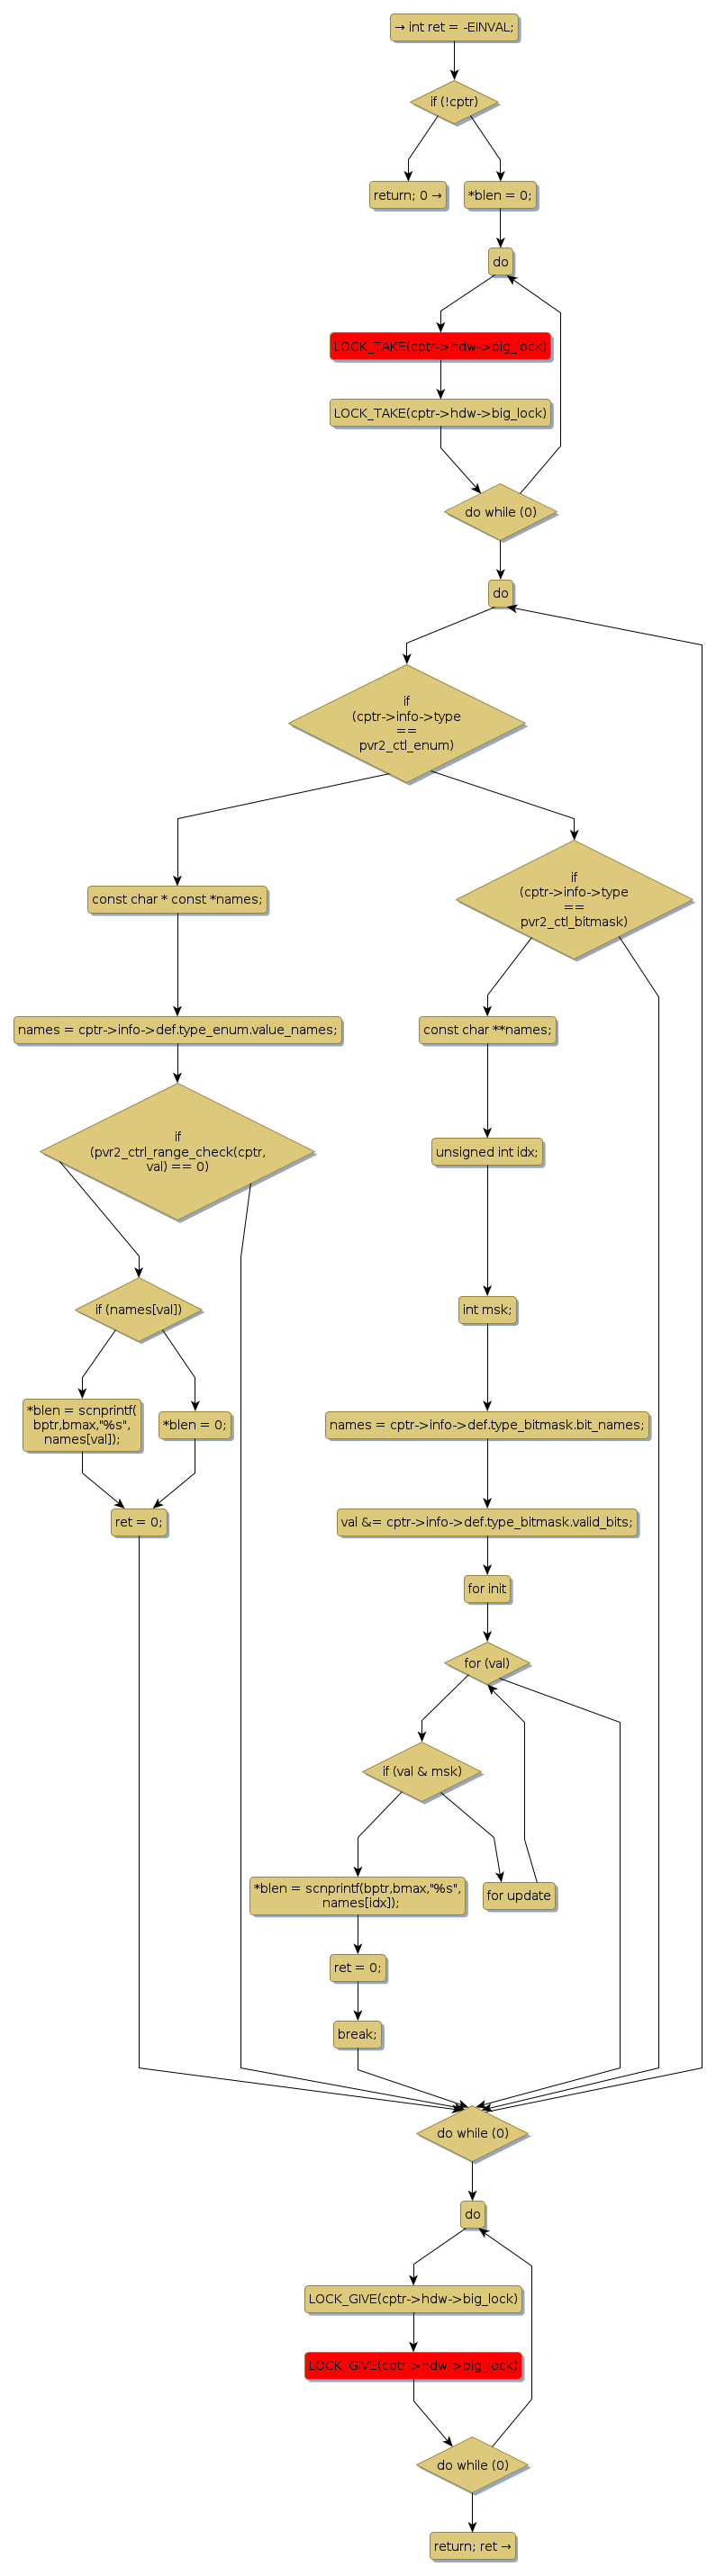 → int ret = -EINVAL;
if (!cptr)
return; 0 →
*blen = 0;
do
LOCK_TAKE(cptr->hdw->big_lock)
LOCK_TAKE(cptr->hdw->big_lock)
do while (0)
do
if
(cptr->info->type
==
pvr2_ctl_enum)
const char * const *names;
names = cptr->info->def.type_enum.value_names;
if
(pvr2_ctrl_range_check(cptr,
val) == 0)
if (names[val])
*blen = scnprintf(
bptr,bmax,"%s",
names[val]);
*blen = 0;
ret = 0;
if
(cptr->info->type
==
pvr2_ctl_bitmask)
const char **names;
unsigned int idx;
int msk;
names = cptr->info->def.type_bitmask.bit_names;
val &= cptr->info->def.type_bitmask.valid_bits;
for init
for (val)
if (val & msk)
*blen = scnprintf(bptr,bmax,"%s",
names[idx]);
for update
ret = 0;
break;
do while (0)
do
LOCK_GIVE(cptr->hdw->big_lock)
LOCK_GIVE(cptr->hdw->big_lock)
do while (0)
return; ret →